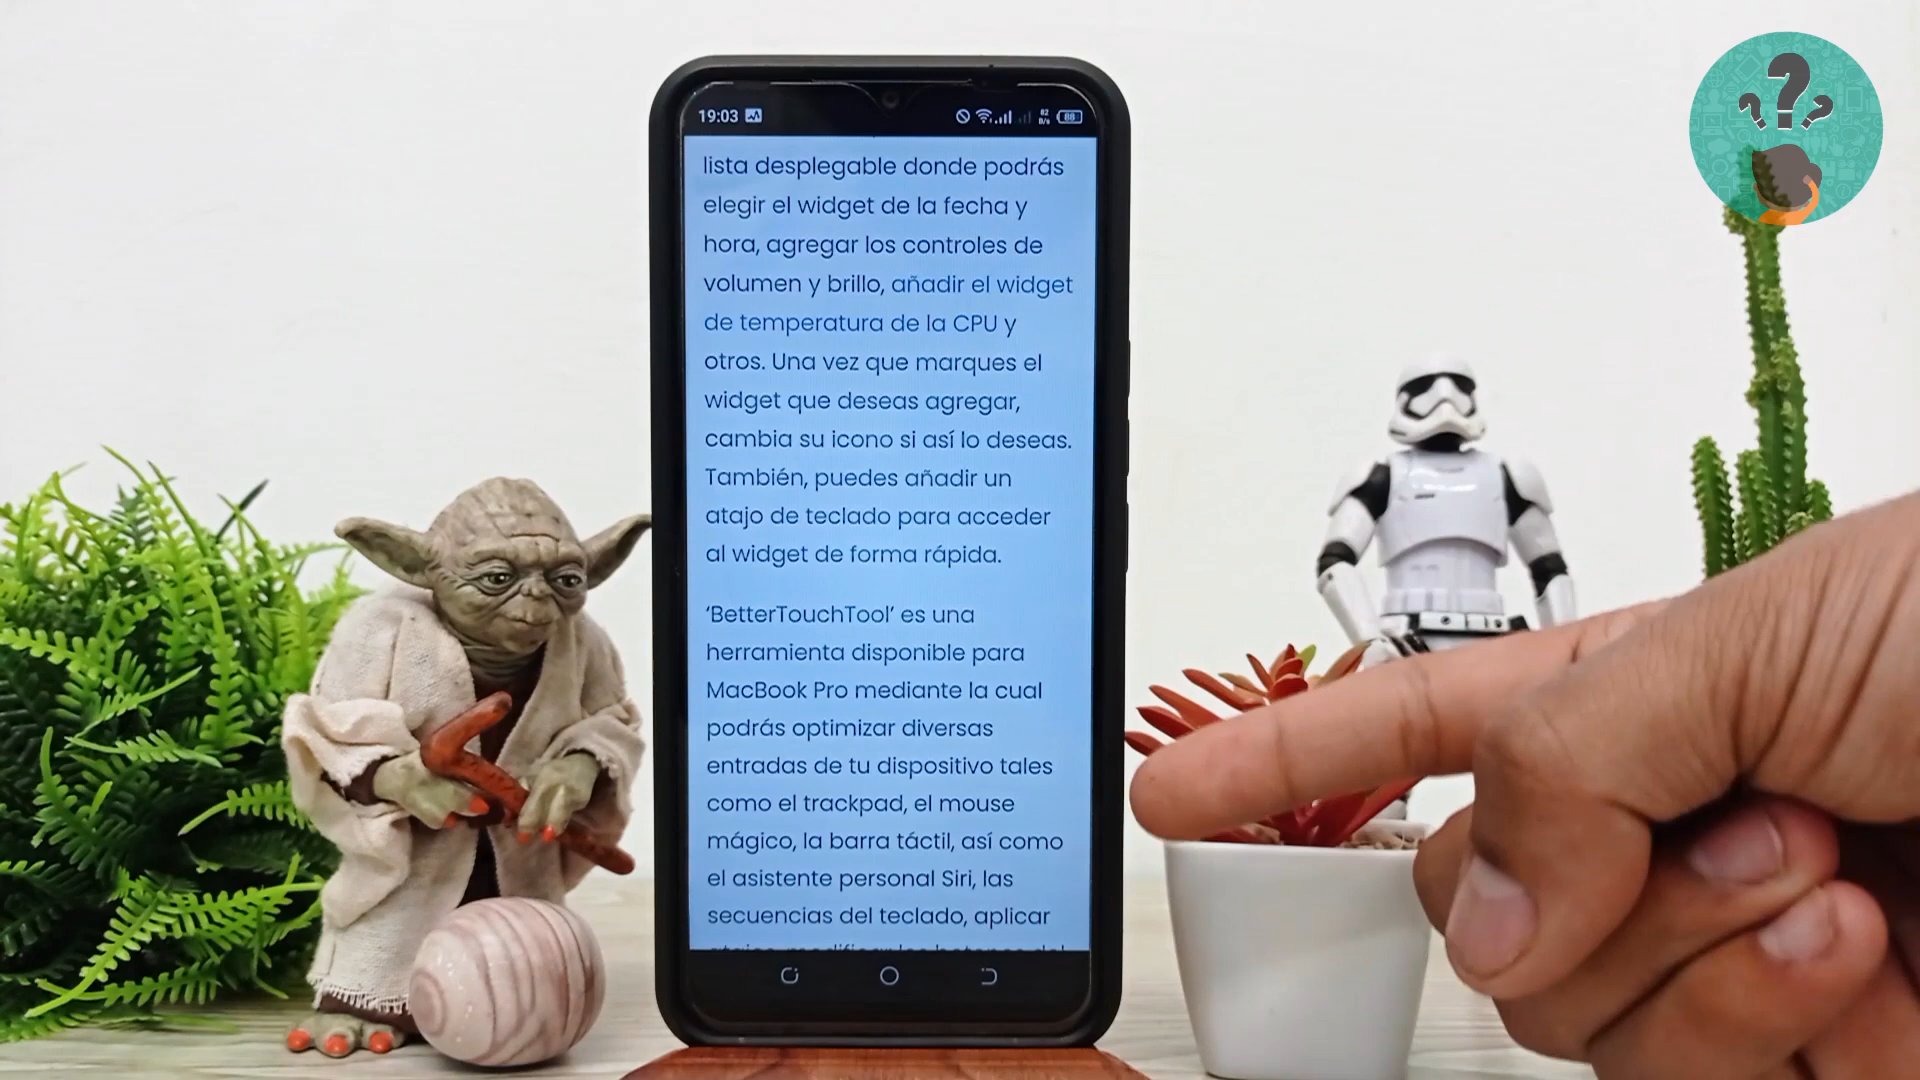 19:03
82
B/s
88
lista desplegable donde podrás
elegir el widget de la fecha y
hora, agregar los controles de
volumen y brillo, añadir el widget
de temperatura de la CPU y
otros. Una vez que marques el
widget que deseas agregar,
cambia su icono si así lo deseas.
También, puedes añadir un
atajo de teclado para acceder
al widget de forma rápida.
‘BetterTouchTool’ es una
herramienta disponible para
MacBook Pro mediante la cual
podrás optimizar diversas
entradas de tu dispositivo tales
como el trackpad, el mouse
mágico, la barra táctil, así como
el asistente personal Siri, las
secuencias del teclado, aplicar